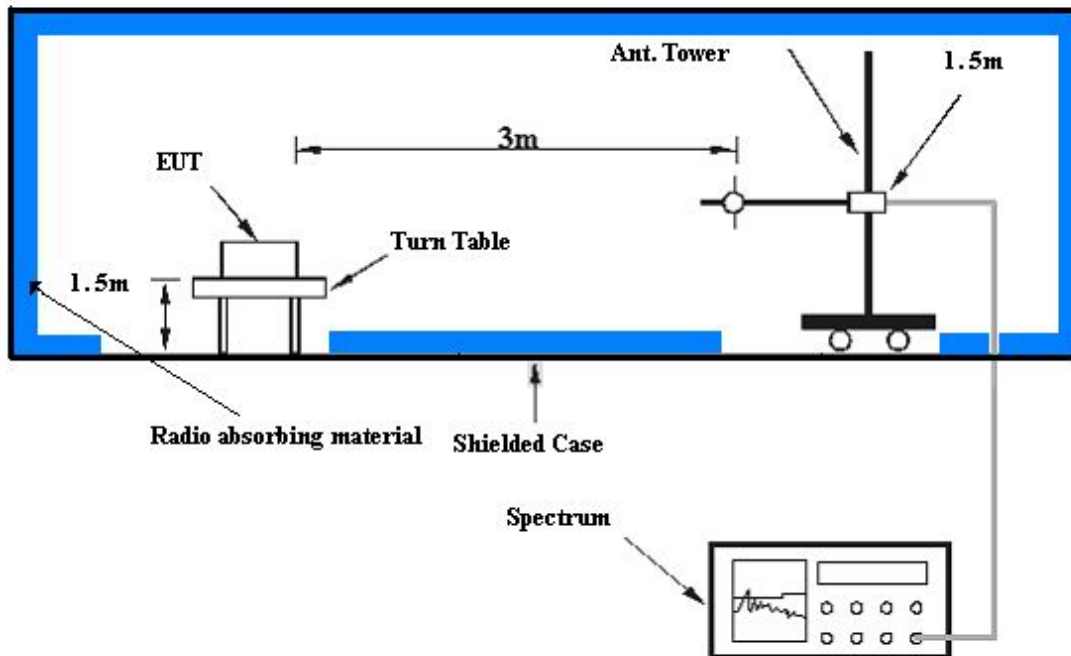 Ant. Tower
1.5m
3m
EUT
Turn Table
1.5m
Radio absorbing material
Shielded Case
Spectrum